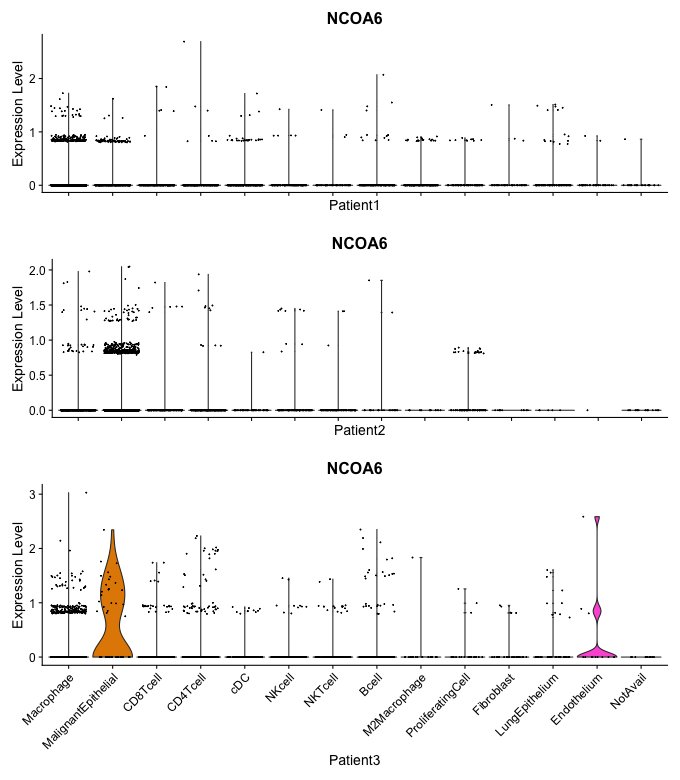 NCOA6
Expression Level
2
1
0
Patient1
NCOA6
Expression Level
2.0
1.5
1.0
0.5
0.0
Patient2
NCOA6
Expression Level
3
2
1
0
Macrophage
MalignantEpithelial
CD8Tcell
CD4Tcell
cDC
NKcell
NKTcell
Bcell
M2Macrophage
ProliferatingCell
Fibroblast
LungEpithelium
Endothelium
NotAvail
Patient3